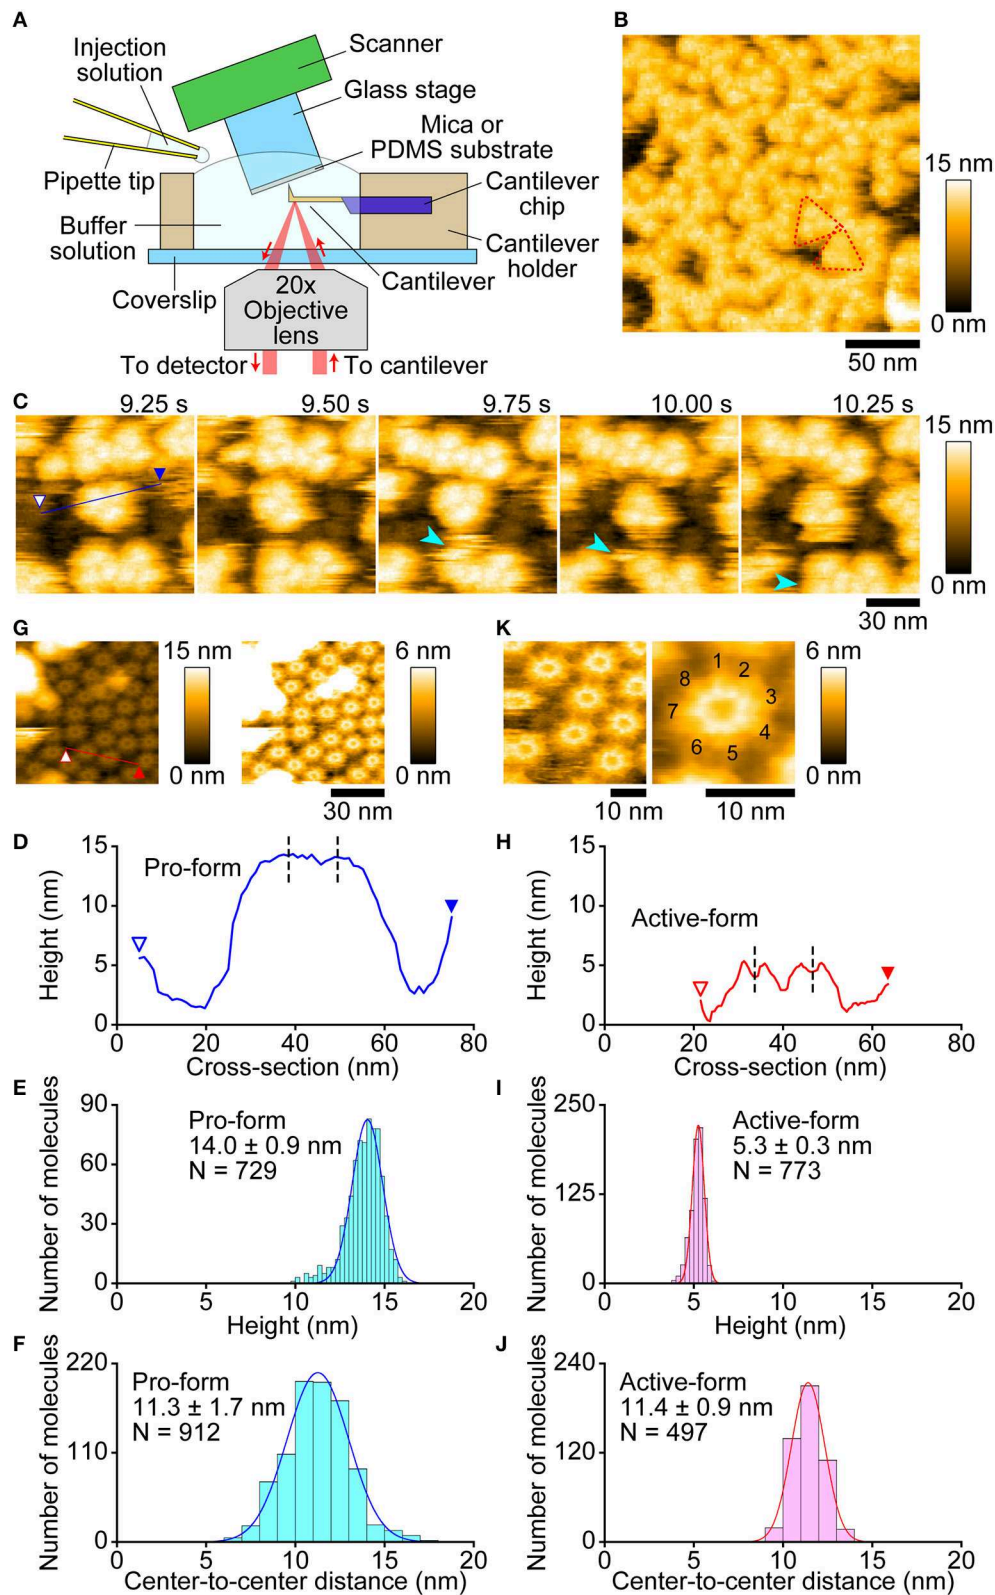 A
Injection
solution
Scanner
Glass stage
Mica or
PDMS substrate
Pipette tip
Cantilever
chip
Buffer
solution
Cantilever
holder
Coverslip
20x
Objective
lens
Cantilever
To detector
To cantilever
B
15 nm
0 nm
50 nm
C
9.25 s
9.50 s
9.75 s
10.00 s
10.25 s
15 nm
0 nm
30 nm
G
15 nm
0 nm
6 nm
0 nm
30 nm
K
1
2
3
4
5
6
7
8
6 nm
0 nm
10 nm
10 nm
D
Pro-form
Height (nm)
15
10
5
0
0
20
40
60
80
Cross-section (nm)
H
Active-form
Height (nm)
15
10
5
0
0
20
40
60
80
Cross-section (nm)
E
Pro-form
14.0 ± 0.9 nm
N = 729
Number of molecules
90
60
30
0
0
5
10
15
20
Height (nm)
I
Active-form
5.3 ± 0.3 nm
N = 773
Number of molecules
250
125
0
0
5
10
15
20
Height (nm)
F
Pro-form
11.3 ± 1.7 nm
N = 912
Number of molecules
220
110
0
0
5
10
15
20
Center-to-center distance (nm)
J
Active-form
11.4 ± 0.9 nm
N = 497
Number of molecules
240
120
0
0
5
10
15
20
Center-to-center distance (nm)